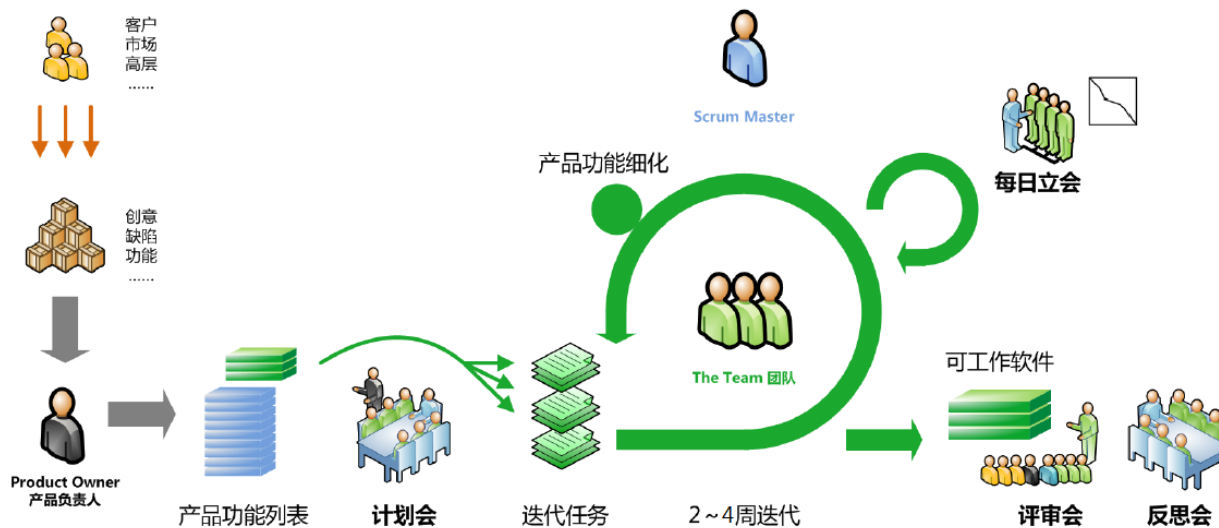 客户
市场
高层
……
Scrum Master
产品功能细化
每日立会
创意
缺陷
功能
……
The Team 团队
可工作软件
Product Owner
产品负责人
产品功能列表
计划会
迭代任务
2～4周迭代
评审会
反思会